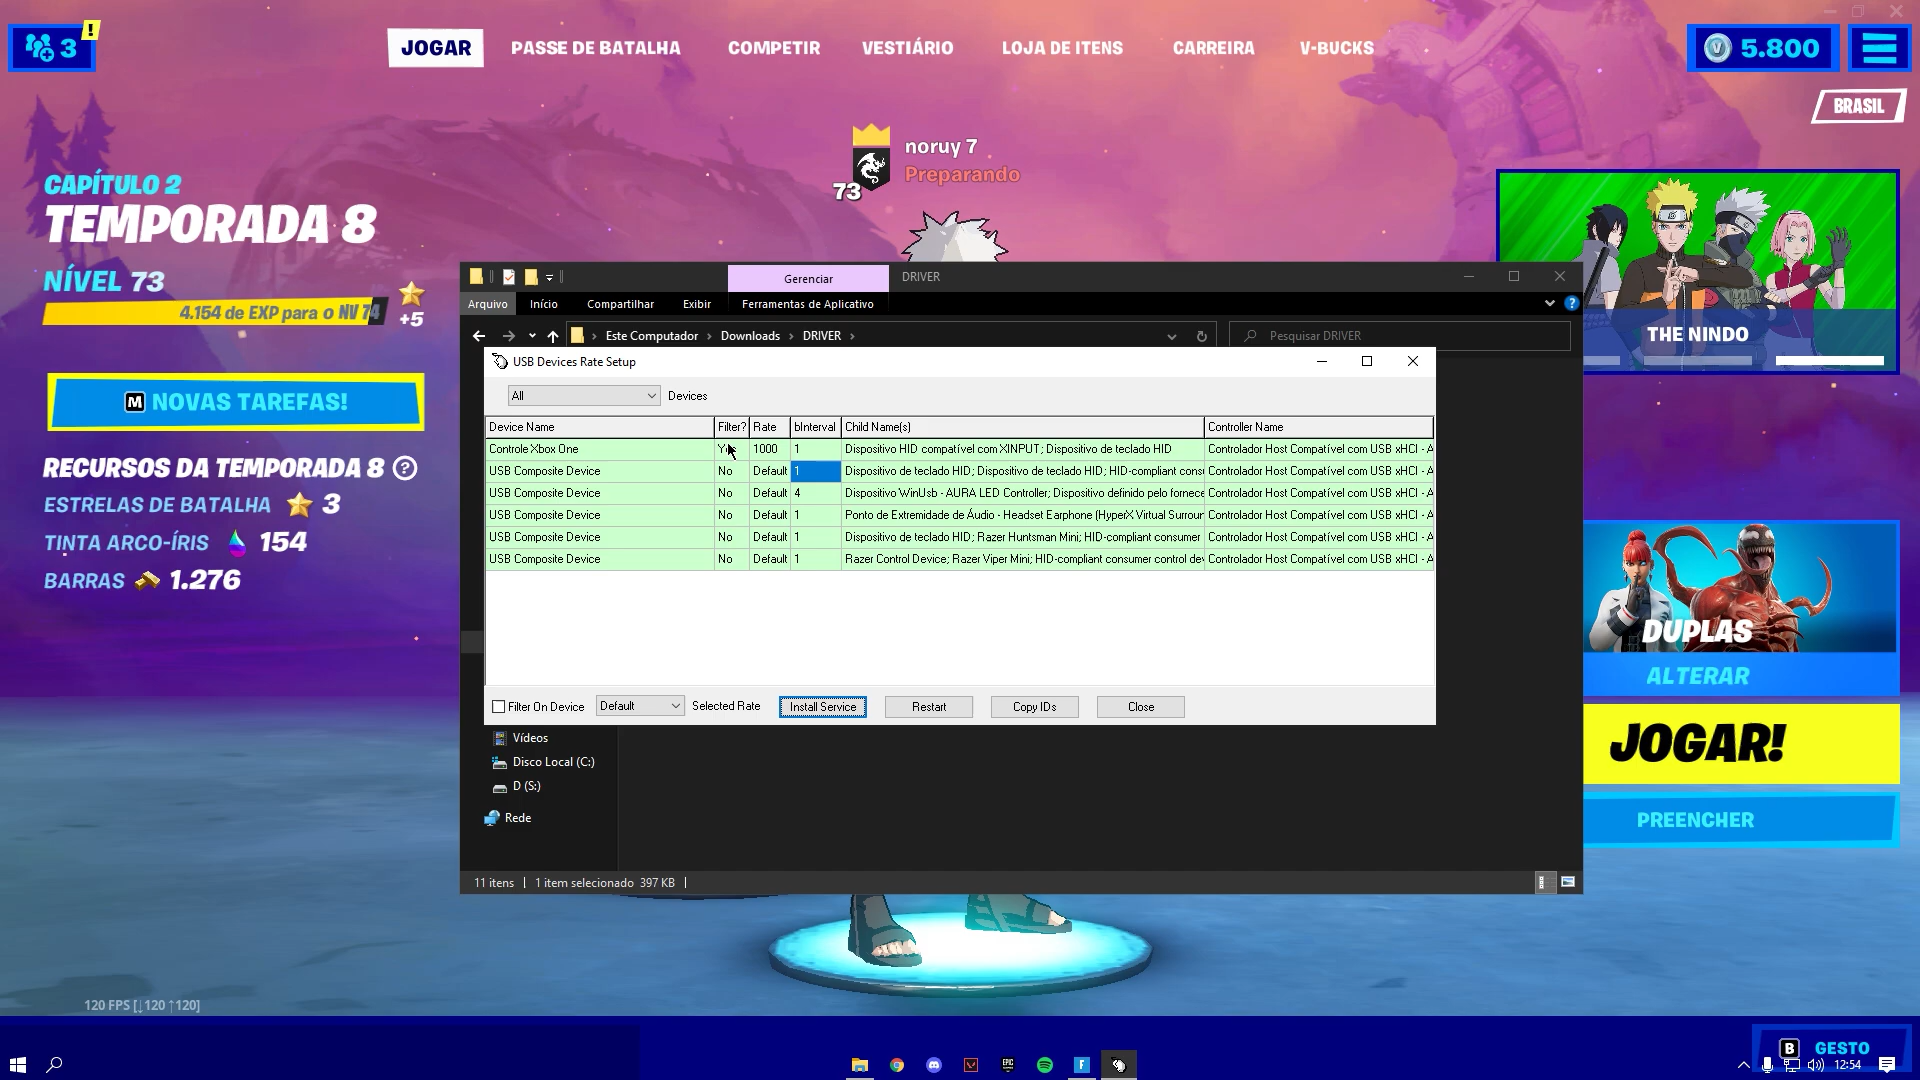 3
!
JOGAR
PASSE DE BATALHA
COMPETIR
VESTIÁRIO
LOJA DE ITENS
CARREIRA
V-BUCKS
5.800
BRASIL
noruy 7
Preparando
73
CAPÍTULO 2
TEMPORADA 8
NÍVEL 73
4.154 de EXP para o NV 74
+5
M NOVAS TAREFAS!
RECURSOS DA TEMPORADA 8 ?
ESTRELAS DE BATALHA 3
TINTA ARCO-ÍRIS 154
BARRAS 1.276
THE NINDO
DUPLAS
ALTERAR
JOGAR!
PREENCHER
Gerenciar
DRIVER
Arquivo
Início
Compartilhar
Exibir
Ferramentas de Aplicativo
?
Este Computador > Downloads > DRIVER >
Pesquisar DRIVER
USB Devices Rate Setup
All
Devices
Device Name Filter? Rate bInterval Child Name(s) Controller Name
Controle Xbox One 1000 1 Dispositivo HID compatível com XINPUT; Dispositivo de teclado HID Controlador Host Compatível com USB xHCI - A
USB Composite Device No Default 1 Dispositivo de teclado HID; Dispositivo de teclado HID; HID-compliant cons Controlador Host Compatível com USB xHCI - A
USB Composite Device No Default 4 Dispositivo WinUsb - AURA LED Controller; Dispositivo definido pelo fornece Controlador Host Compatível com USB xHCI - A
USB Composite Device No Default 1 Ponto de Extremidade de Áudio - Headset Earphone (HyperX Virtual Surroun Controlador Host Compatível com USB xHCI - A
USB Composite Device No Default 1 Dispositivo de teclado HID; Razer Huntsman Mini; HID-compliant consumer Controlador Host Compatível com USB xHCI - A
USB Composite Device No Default 1 Razer Control Device; Razer Viper Mini; HID-compliant consumer control dev Controlador Host Compatível com USB xHCI - A
Filter On Device
Default
Selected Rate
Install Service
Restart
Copy IDs
Close
Vídeos
Disco Local (C:)
D (S:)
Rede
11 itens
1 item selecionado 397 KB
120 FPS [↓120 ↑120]
B GESTO
EPIC
F
12:54